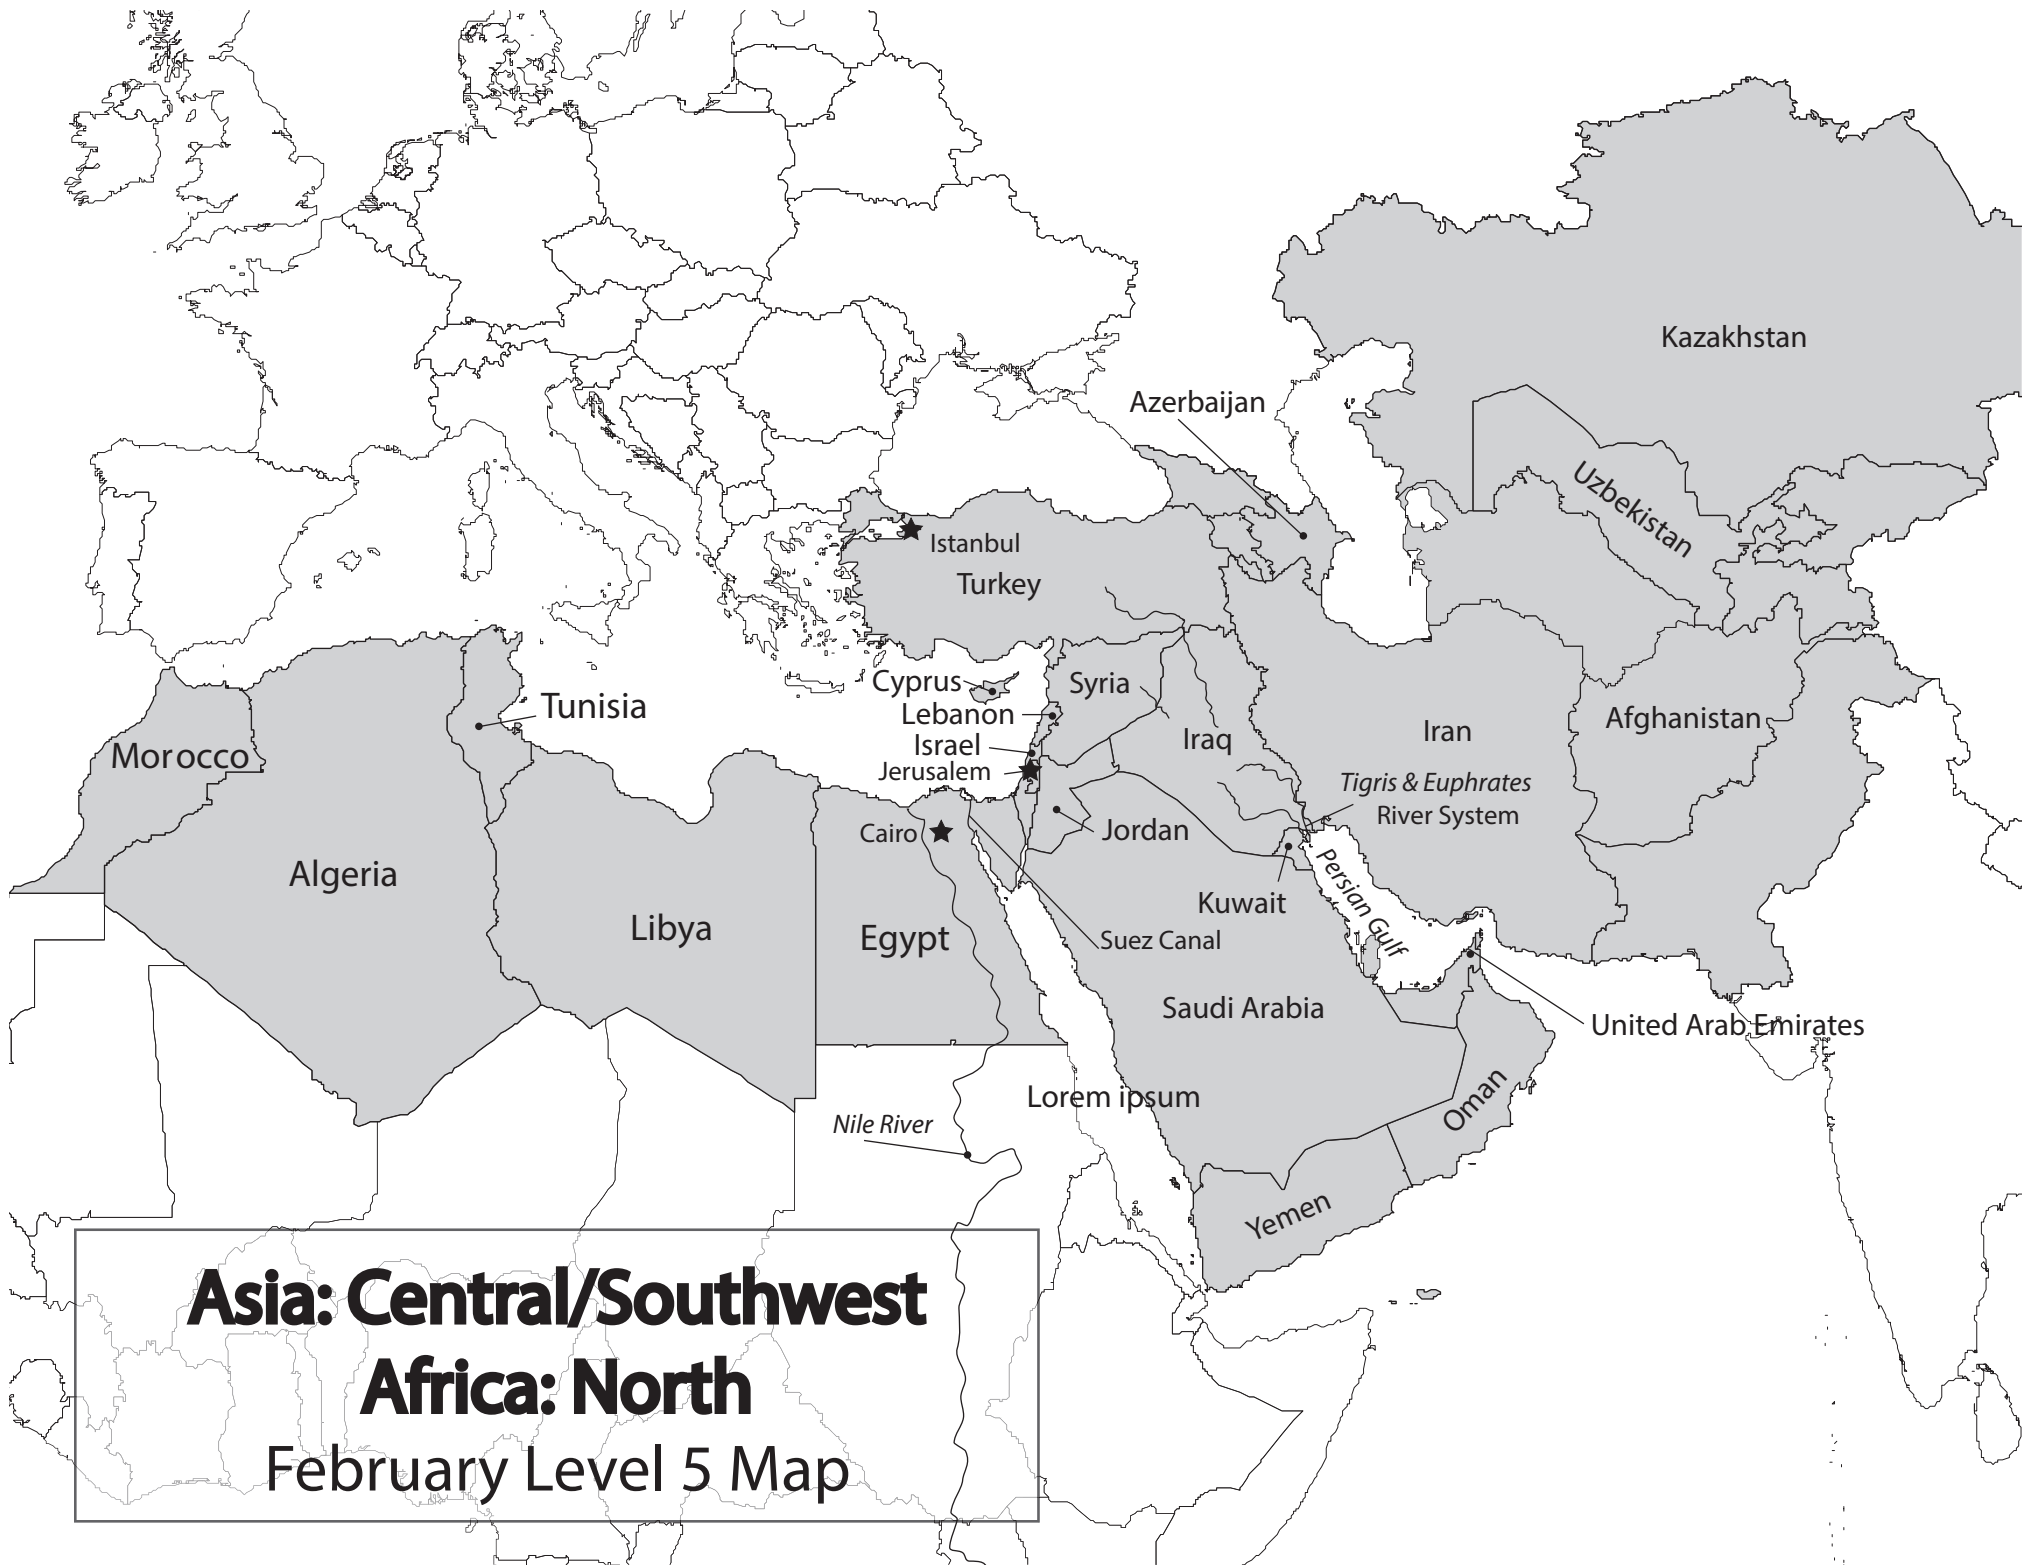 Kazakhstan
Azerbaijan
Uzbekistan
Istanbul
Turkey
Cyprus
Syria
Lebanon
Tunisia
Israel
Iraq
Iran
Afghanistan
Morocco
Jerusalem
Tigris & Euphrates
River System
Cairo
Jordan
Algeria
Persian Gulf
Kuwait
Libya
Egypt
Suez Canal
Saudi Arabia
United Arab Emirates
Lorem ipsum
Oman
Nile River
Yemen
Asia: Central/Southwest
Africa: North
February Level 5 Map